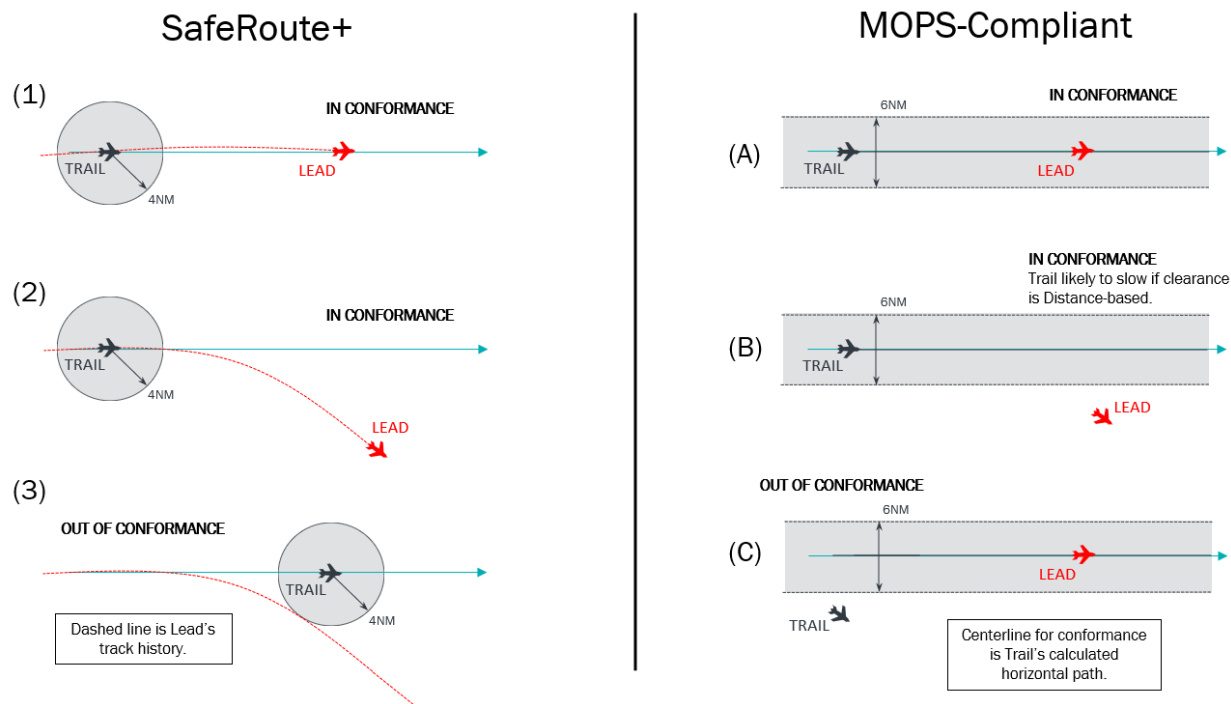 SafeRoute+
(1)
IN CONFORMANCE
TRAIL
LEAD
4NM
(2)
IN CONFORMANCE
TRAIL
4NM
LEAD
(3)
OUT OF CONFORMANCE
TRAIL
4NM
Dashed line is Lead's
track history.
MOPS-Compliant
IN CONFORMANCE
6NM
(A)
TRAIL
LEAD
IN CONFORMANCE
Trail likely to slow if clearance
is Distance-based.
6NM
(B)
TRAIL
LEAD
OUT OF CONFORMANCE
6NM
(C)
LEAD
TRAIL
Centerline for conformance
is Trail's calculated
horizontal path.